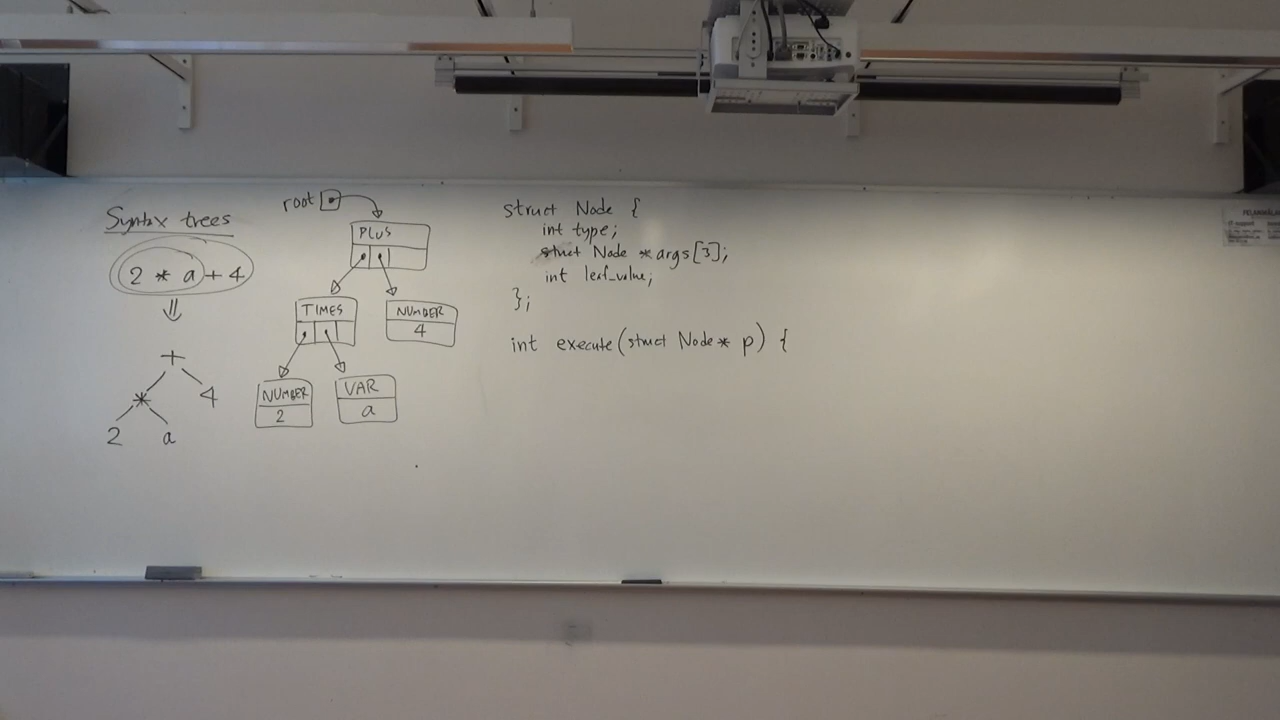 Syntax trees
2 * a + 4
⇓
+
* 4
2 a
root
PLUS
TIMES
NUMBER
4
NUMBER
2
VAR
a
struct Node {
int type;
struct Node * args[3];
int leaf_value;
};
int execute(struct Node* p) {